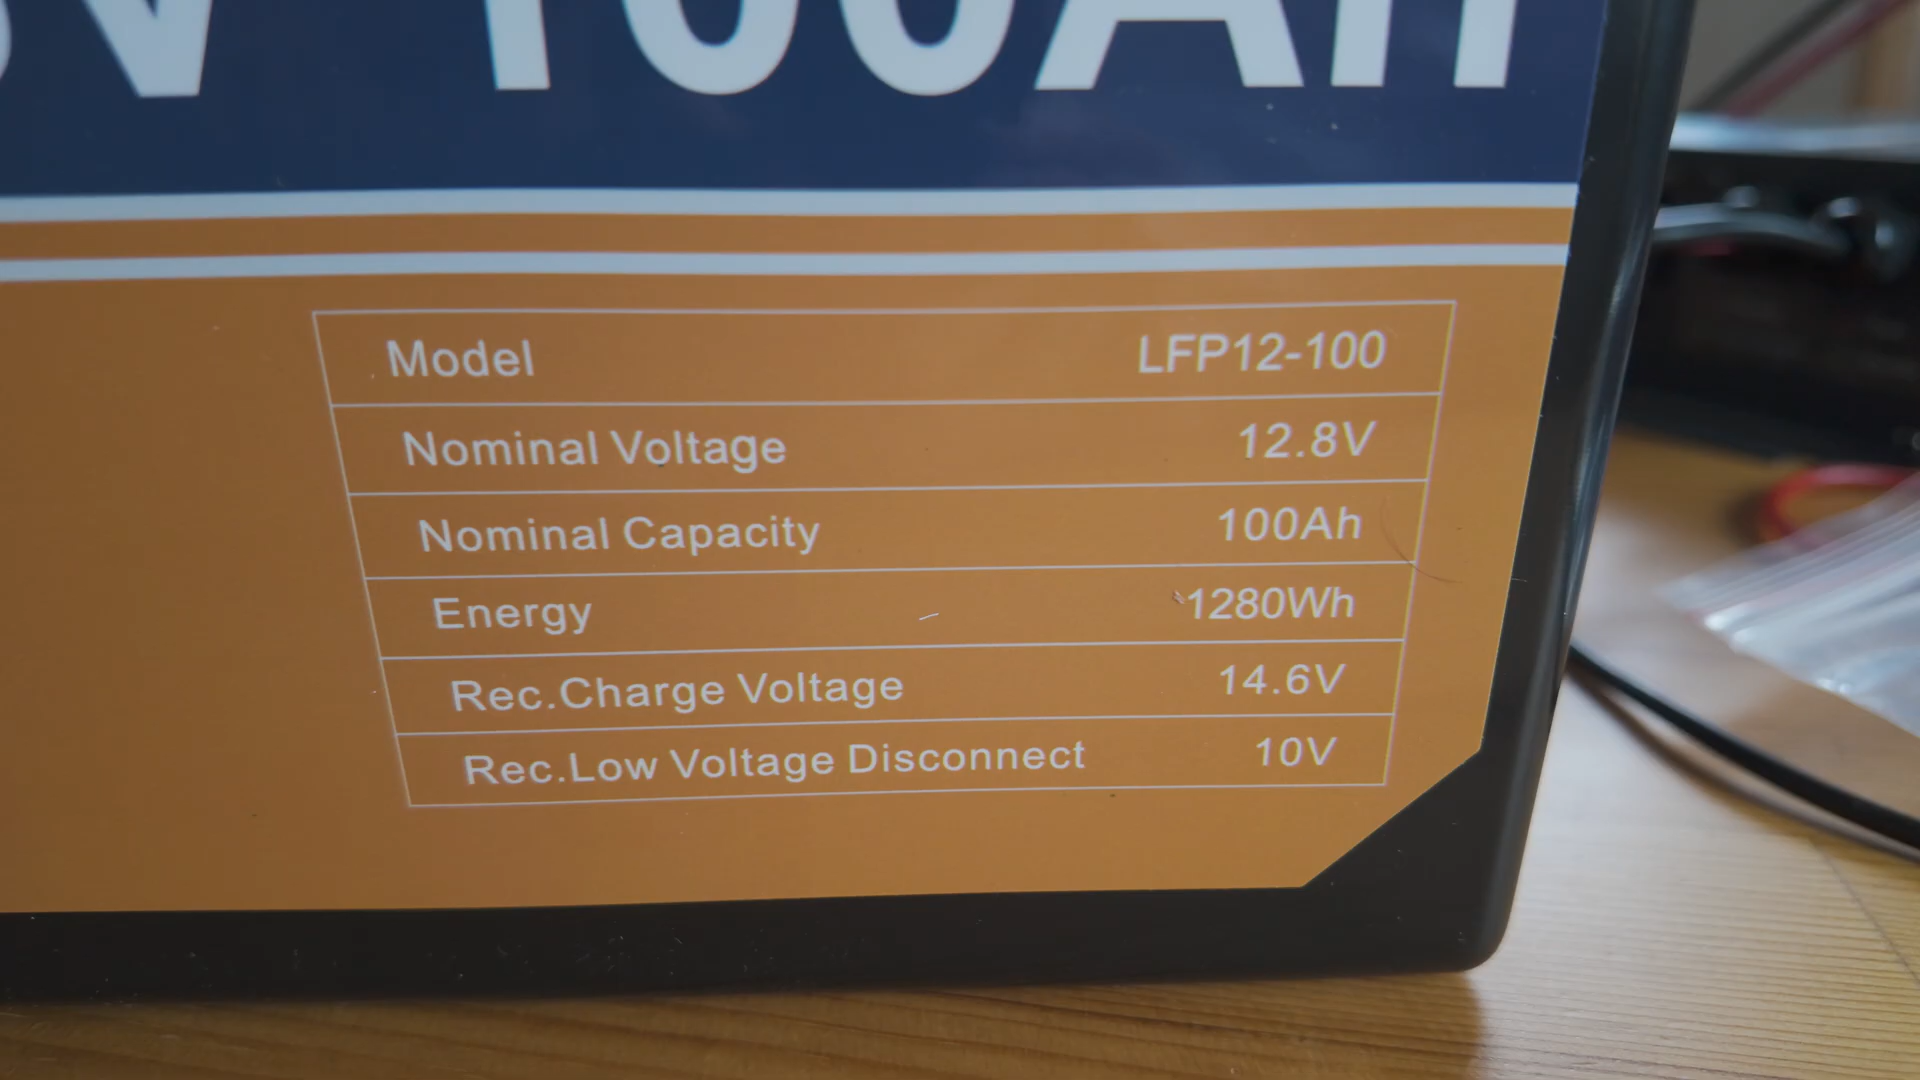 V 100Ah
Model LFP12-100
Nominal Voltage 12.8V
Nominal Capacity 100Ah
Energy 1280Wh
Rec.Charge Voltage 14.6V
Rec.Low Voltage Disconnect 10V